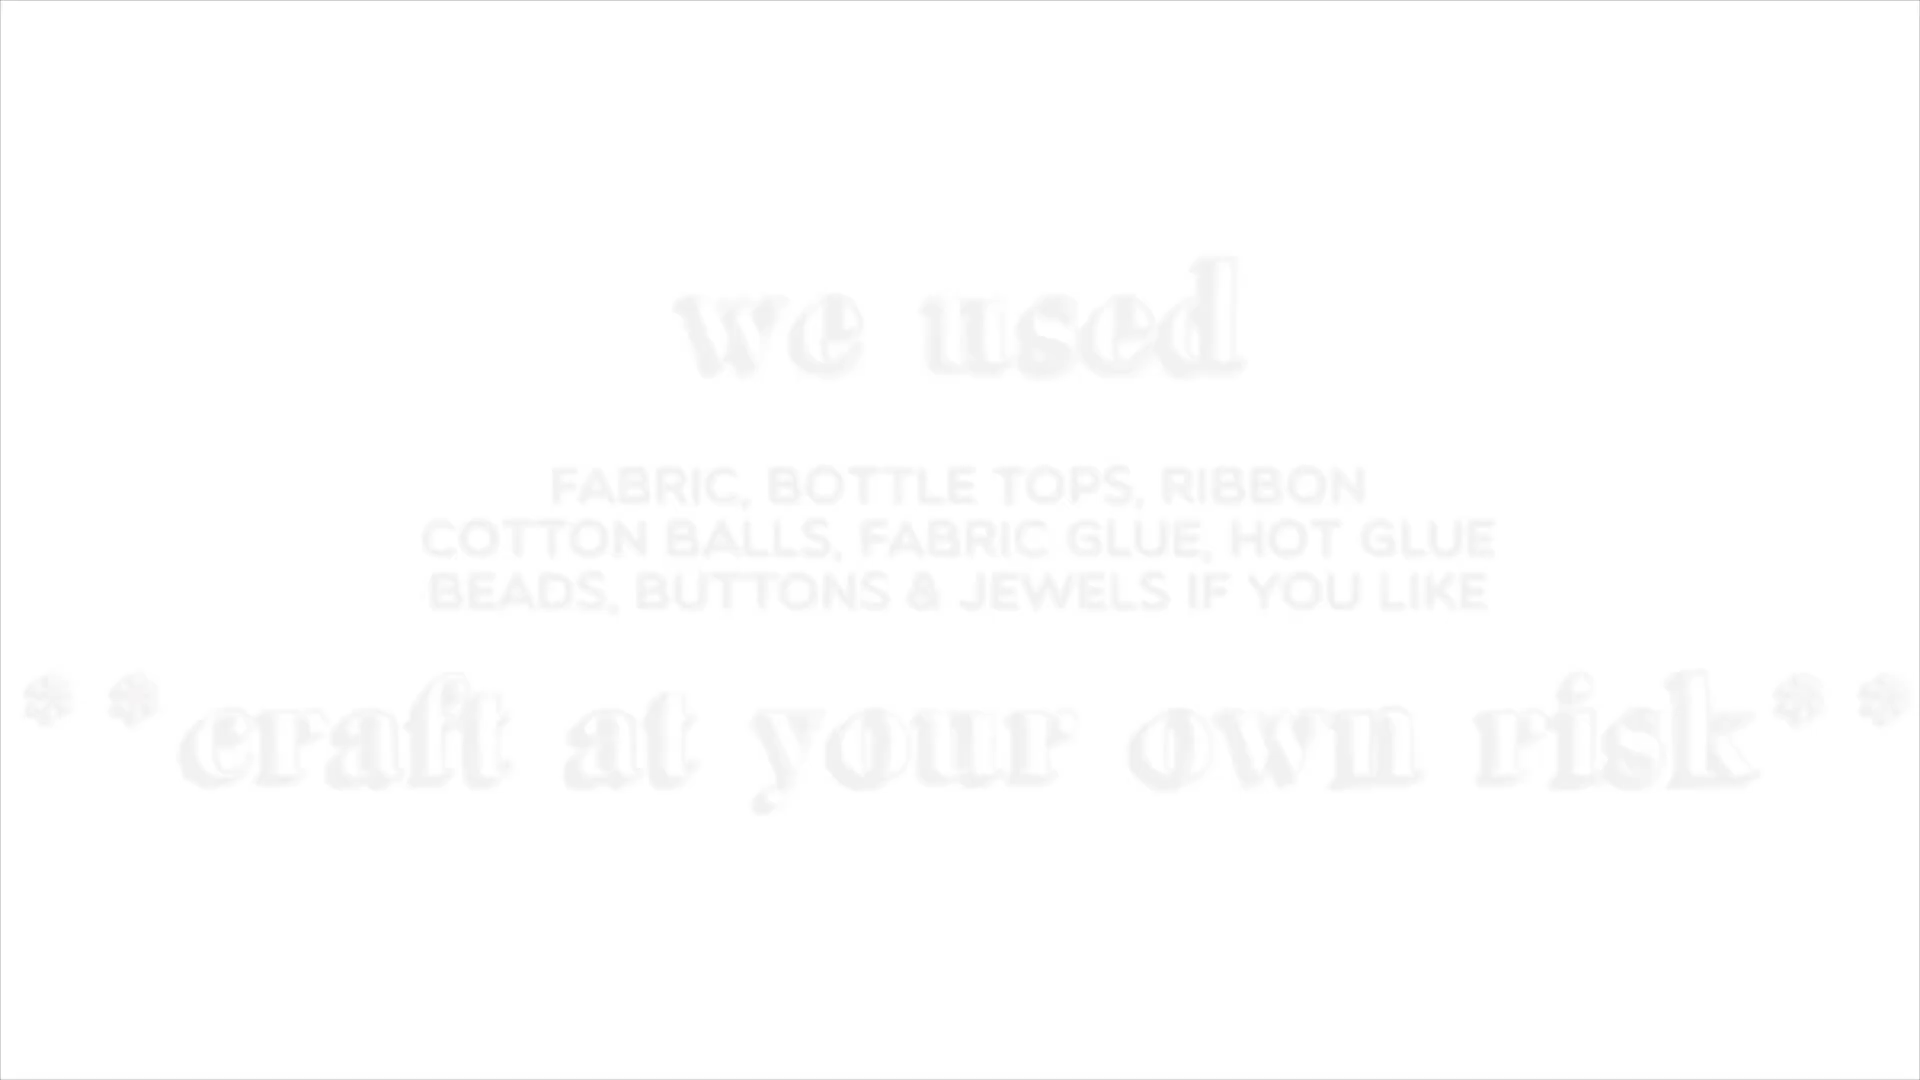 we used
FABRIC, BOTTLE TOPS, RIBBON
COTTON BALLS, FABRIC GLUE, HOT GLUE
BEADS, BUTTONS & JEWELS IF YOU LIKE
**craft at your own risk**